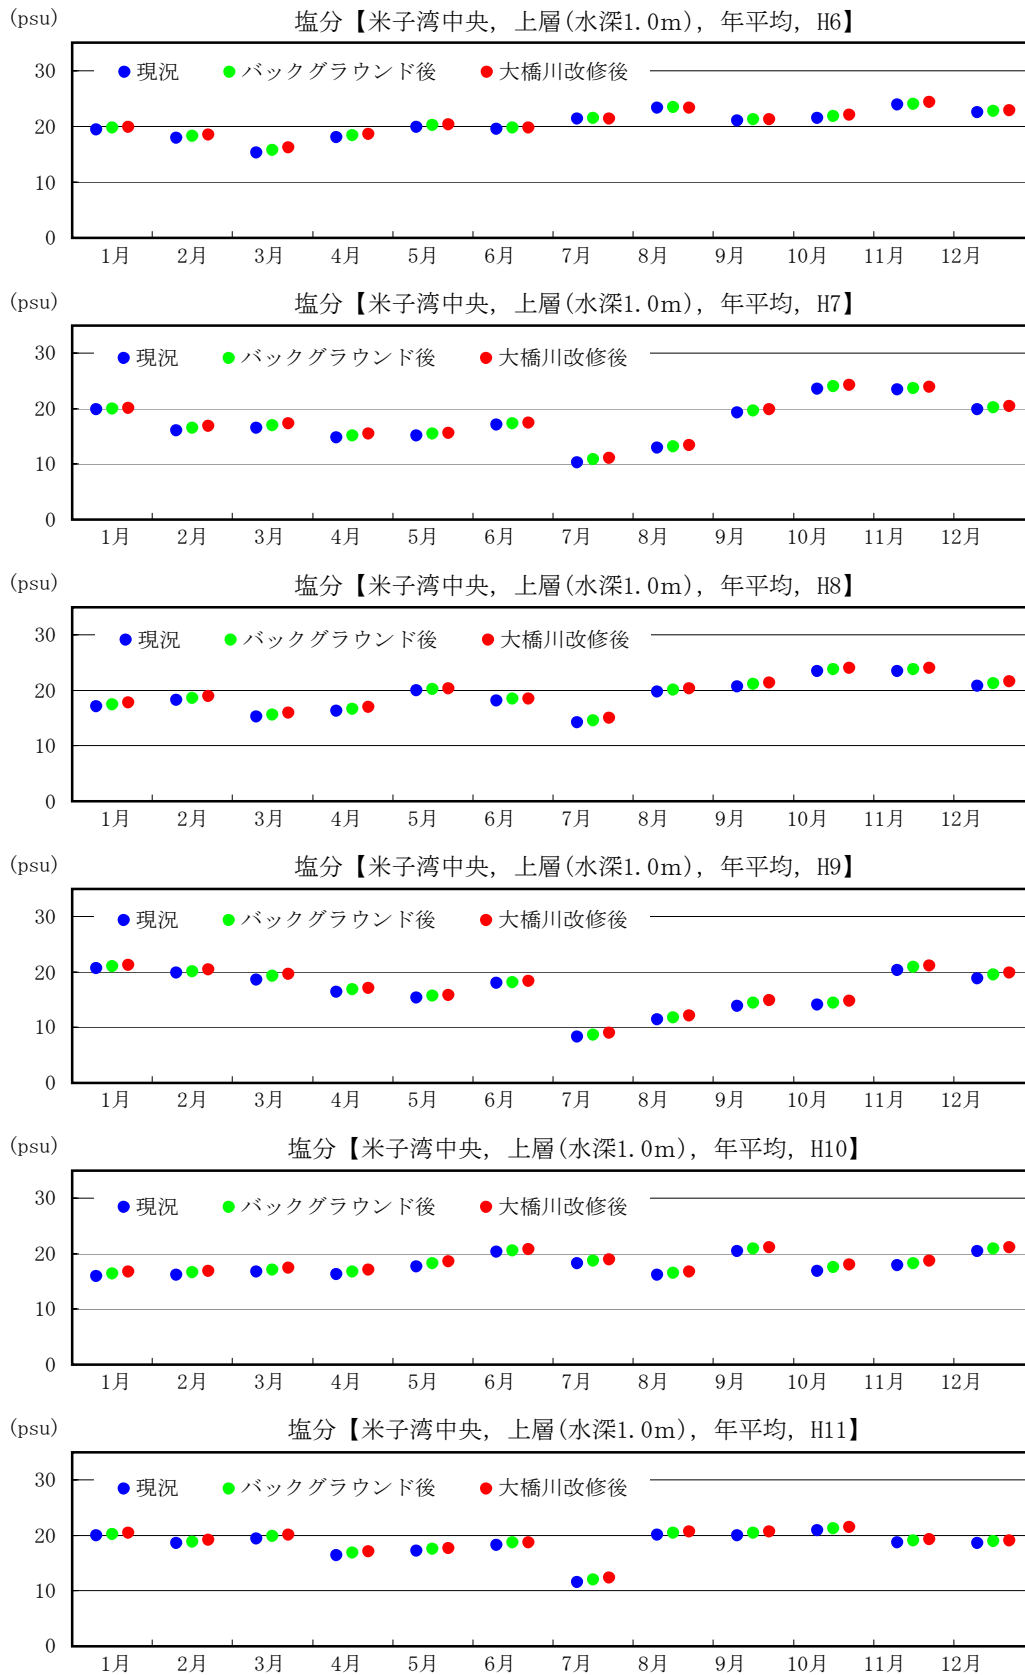 (psu) 塩分【米子湾中央, 上層(水深1.0m), 年平均, H6】
30 現況 バックグラウンド後 大橋川改修後
20
10
0
1月 2月 3月 4月 5月 6月 7月 8月 9月 10月 11月 12月
(psu) 塩分【米子湾中央, 上層(水深1.0m), 年平均, H7】
30 現況 バックグラウンド後 大橋川改修後
20
10
0
1月 2月 3月 4月 5月 6月 7月 8月 9月 10月 11月 12月
(psu) 塩分【米子湾中央, 上層(水深1.0m), 年平均, H8】
30 現況 バックグラウンド後 大橋川改修後
20
10
0
1月 2月 3月 4月 5月 6月 7月 8月 9月 10月 11月 12月
(psu) 塩分【米子湾中央, 上層(水深1.0m), 年平均, H9】
30 現況 バックグラウンド後 大橋川改修後
20
10
0
1月 2月 3月 4月 5月 6月 7月 8月 9月 10月 11月 12月
(psu) 塩分【米子湾中央, 上層(水深1.0m), 年平均, H10】
30 現況 バックグラウンド後 大橋川改修後
20
10
0
1月 2月 3月 4月 5月 6月 7月 8月 9月 10月 11月 12月
(psu) 塩分【米子湾中央, 上層(水深1.0m), 年平均, H11】
30 現況 バックグラウンド後 大橋川改修後
20
10
0
1月 2月 3月 4月 5月 6月 7月 8月 9月 10月 11月 12月